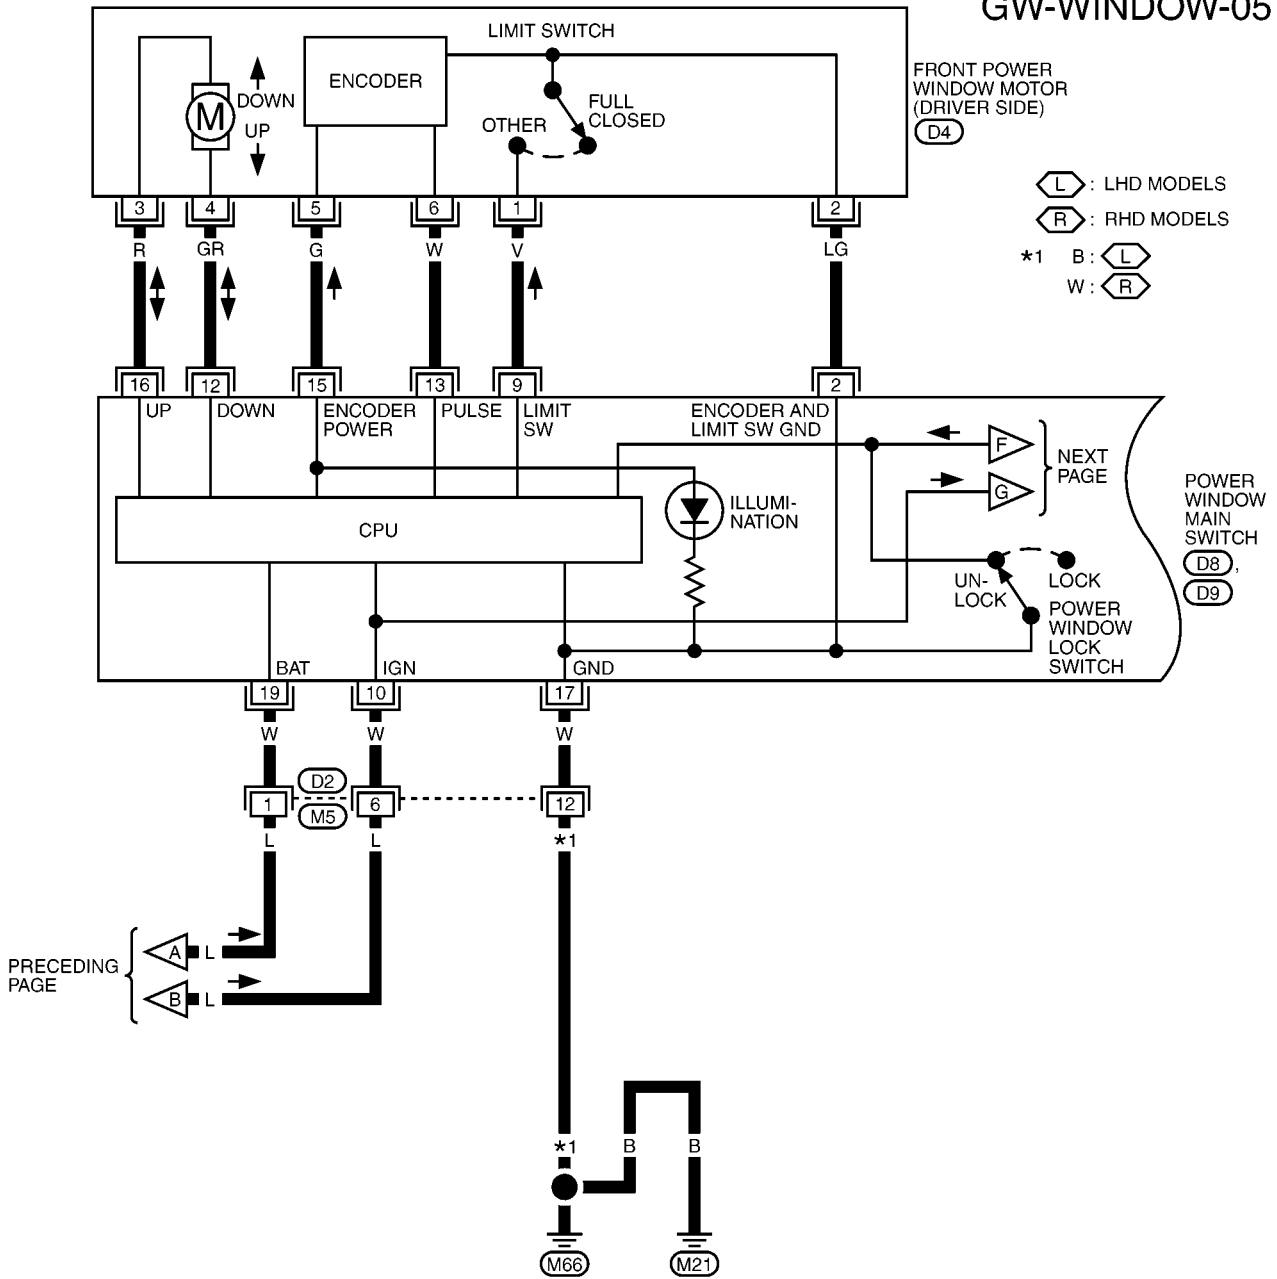 GW-WINDOW-05
LIMIT SWITCH
ENCODER
M
DOWN
UP
OTHER
FULL
CLOSED
FRONT POWER
WINDOW MOTOR
(DRIVER SIDE)
D4
L : LHD MODELS
R : RHD MODELS
*1 B : L
W : R
3 4 5 6 1 2
R GR G W V LG
16 12 15 13 9 2
UP
DOWN
ENCODER
POWER
PULSE
LIMIT
SW
ENCODER AND
LIMIT SW GND
F
G
NEXT
PAGE
CPU
ILLUMI-
NATION
UN-
LOCK
LOCK
POWER
WINDOW
LOCK
SWITCH
POWER
WINDOW
MAIN
SWITCH
D8 ,
D9
BAT
IGN
GND
19 10 17
W W W
D2
1 6 12
M5
L L *1
PRECEDING
PAGE
A L
B L
*1 B B
M66 M21